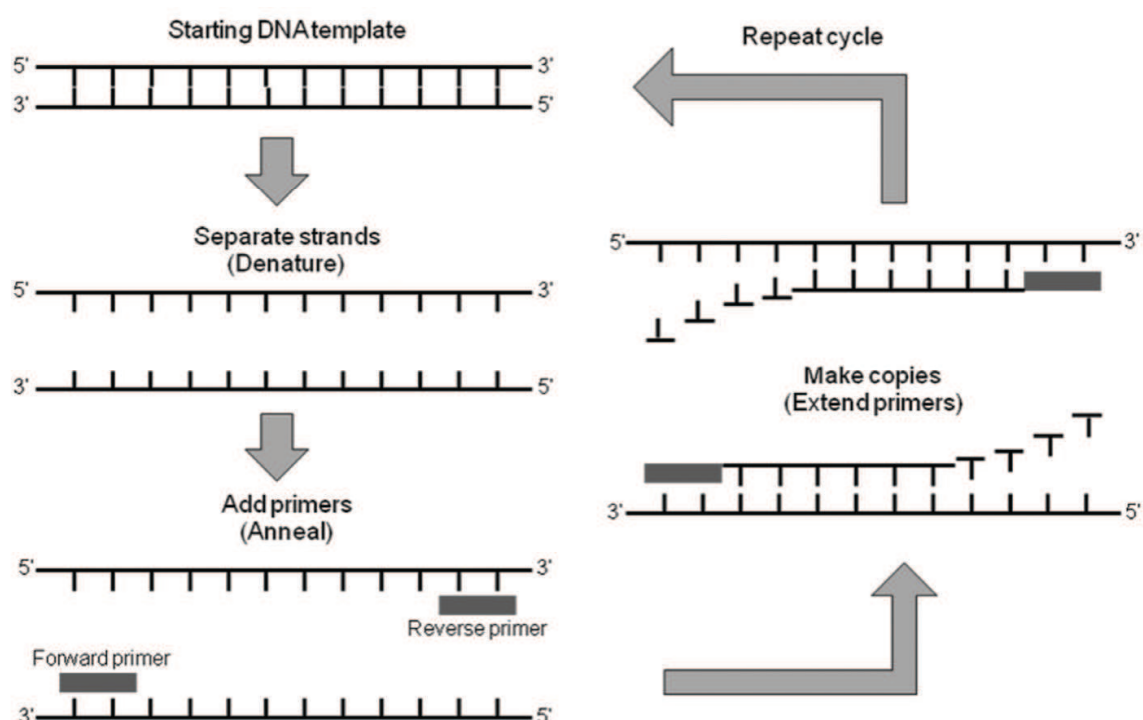 Starting DNA template
5' 3'
3' 5'
Separate strands
(Denature)
5' 3'
3' 5'
Add primers
(Anneal)
5' 3'
Reverse primer
Forward primer
3' 5'
Repeat cycle
5' 3'
Make copies
(Extend primers)
3' 5'